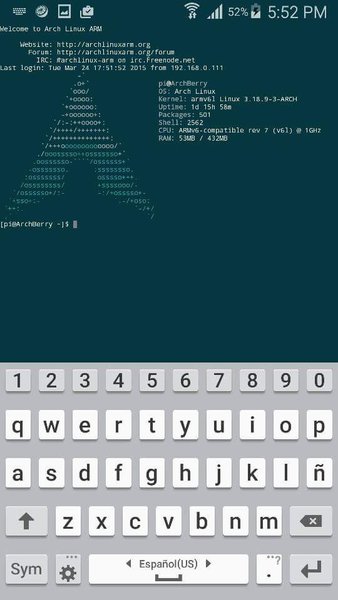 52% 5:52 PM
Welcome to Arch Linux ARM
Website: http://archlinuxarm.org
Forum: http://archlinuxarm.org/forum
IRC: #archlinux-arm on irc.Freenode.net
Last login: Tue Mar 24 17:51:52 2015 from 192.168.0.111
pi@ArchBerry
OS: Arch Linux
Kernel: armv6l Linux 3.18.9-3-ARCH
Uptime: 1d 15h 58m
Packages: 501
Shell: 2562
CPU: ARMv6-compatible rev 7 (v6l) @ 1GHz
RAM: 53MB / 432MB
[pi@ArchBerry ~]$
1 2 3 4 5 6 7 8 9 0
q w e r t y u i o p
a s d f g h j k l ñ
z x c v b n m
Sym Español(US) . ?